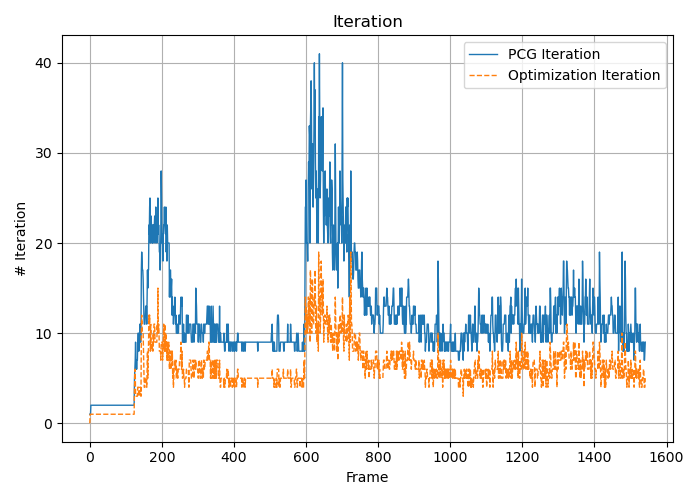 Iteration
PCG Iteration
Optimization Iteration
# Iteration
40
30
20
10
0
0 200 400 600 800 1000 1200 1400 1600
Frame